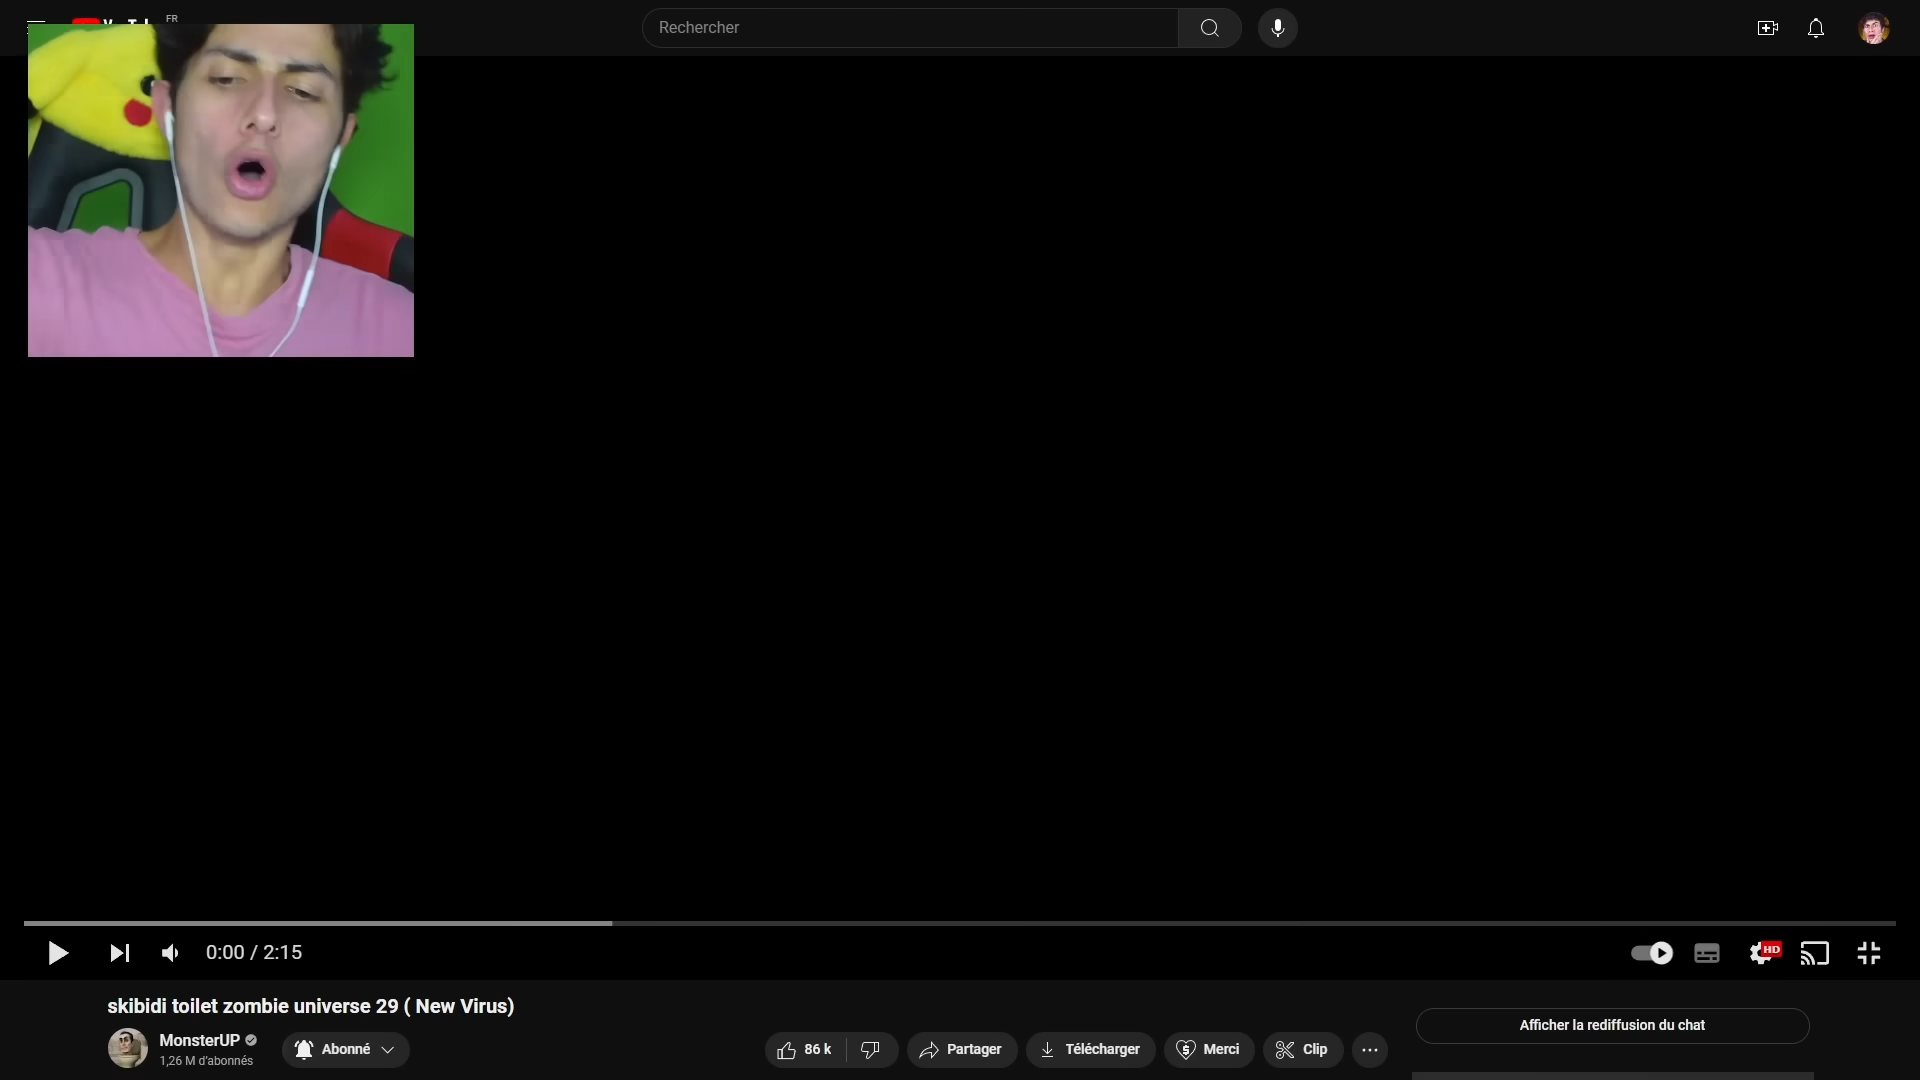 FR
Rechercher
0:00 / 2:15
HD
skibidi toilet zombie universe 29 ( New Virus)
MonsterUP
1,26 M d'abonnés
Abonné
86 k
Partager
Télécharger
Merci
Clip
Afficher la rediffusion du chat